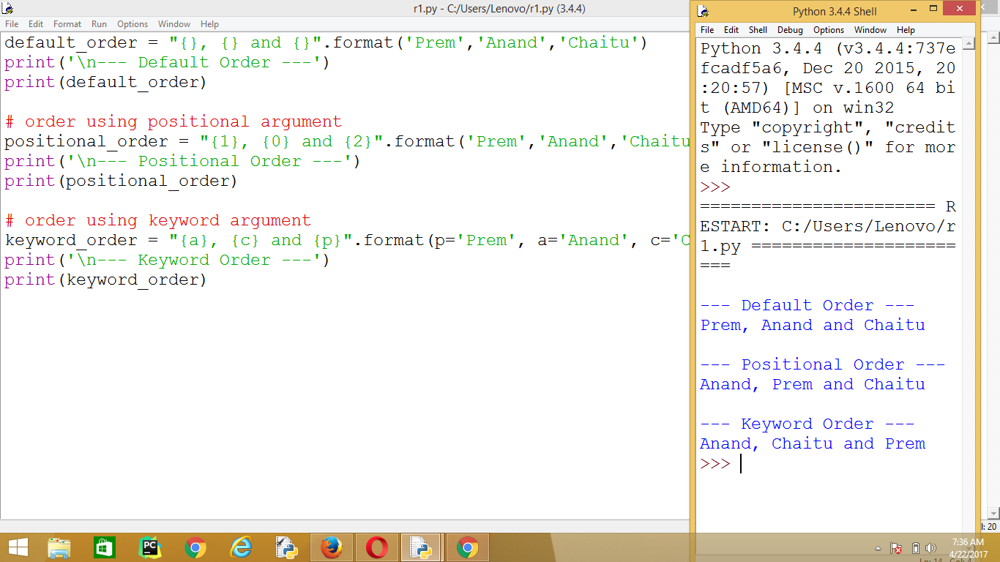 r1.py - C:/Users/Lenovo/r1.py (3.4.4)
File Edit Format Run Options Window Help
default_order = "{}, {} and {}".format('Prem','Anand','Chaitu')
print('\n--- Default Order ---')
print(default_order)
# order using positional argument
positional_order = "{1}, {0} and {2}".format('Prem','Anand','Chaitu
print('\n--- Positional Order ---')
print(positional_order)
# order using keyword argument
keyword_order = "{a}, {c} and {p}".format(p='Prem', a='Anand', c='C
print('\n--- Keyword Order ---')
print(keyword_order)
Python 3.4.4 Shell
File Edit Shell Debug Options Window Help
Python 3.4.4 (v3.4.4:737e
fcadf5a6, Dec 20 2015, 20
:20:57) [MSC v.1600 64 bi
t (AMD64)] on win32
Type "copyright", "credit
s" or "license()" for mor
e information.
>>>
======================= R
ESTART: C:/Users/Lenovo/r
1.py ====================
===
--- Default Order ---
Prem, Anand and Chaitu
--- Positional Order ---
Anand, Prem and Chaitu
--- Keyword Order ---
Anand, Chaitu and Prem
>>>
l: 20
PC
7:36 AM
4/22/2017